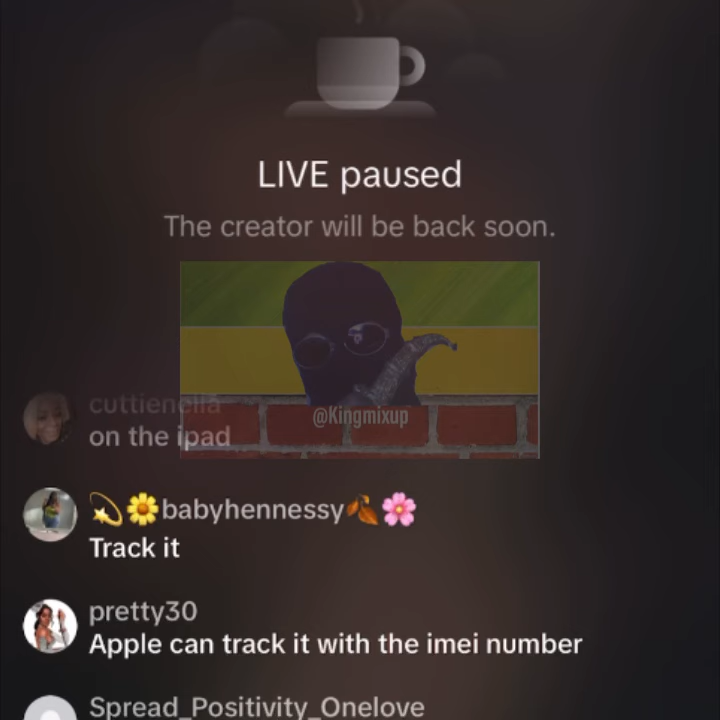 LIVE paused
The creator will be back soon.
@Kingmixup
cuttienella
on the ipad
💫🌼babyhennessy🍂🌸
Track it
pretty30
Apple can track it with the imei number
Spread_Positivity_Onelove